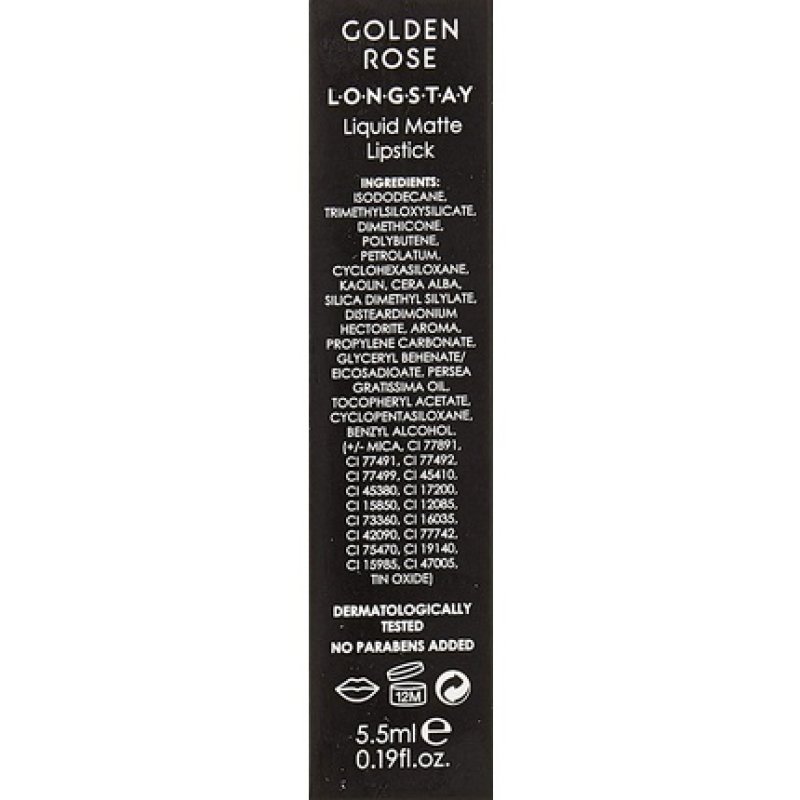 GOLDEN
ROSE
L·O·N·G·S·T·A·Y
Liquid Matte
Lipstick
INGREDIENTS:
ISODODECANE,
TRIMETHYLSILOXYSILICATE,
DIMETHICONE,
POLYBUTENE,
PETROLATUM,
CYCLOHEXASILOXANE,
KAOLIN, CERA ALBA,
SILICA DIMETHYL SILYLATE,
DISTEARDIMONIUM
HECTORITE, AROMA,
PROPYLENE CARBONATE,
GLYCERYL BEHENATE/
EICOSADIOATE, PERSEA
GRATISSIMA OIL,
TOCOPHERYL ACETATE,
CYCLOPENTASILOXANE,
BENZYL ALCOHOL,
(+/- MICA, CI 77891,
CI 77491, CI 77492,
CI 77499, CI 45410,
CI 45380, CI 17200,
CI 15850, CI 12085,
CI 73360, CI 16035,
CI 42090, CI 77742,
CI 75470, CI 19140,
CI 15985, CI 47005,
TIN OXIDE)
DERMATOLOGICALLY
TESTED
NO PARABENS ADDED
12M
5.5ml e
0.19fl.oz.